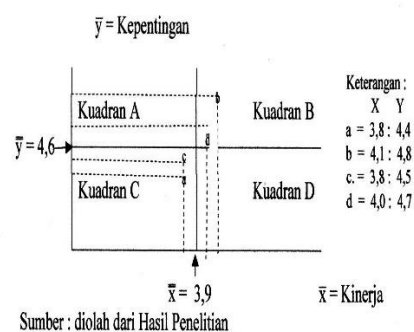 y̅ = Kepentingan
Keterangan :
X Y
a = 3,8 : 4,4
b = 4,1 : 4,8
c. = 3,8 : 4,5
d = 4,0 : 4,7
b
Kuadran A
Kuadran B
d
y̿ = 4,6
c
a
Kuadran C
Kuadran D
x̿ = 3,9
x̅ = Kinerja
Sumber : diolah dari Hasil Penelitian